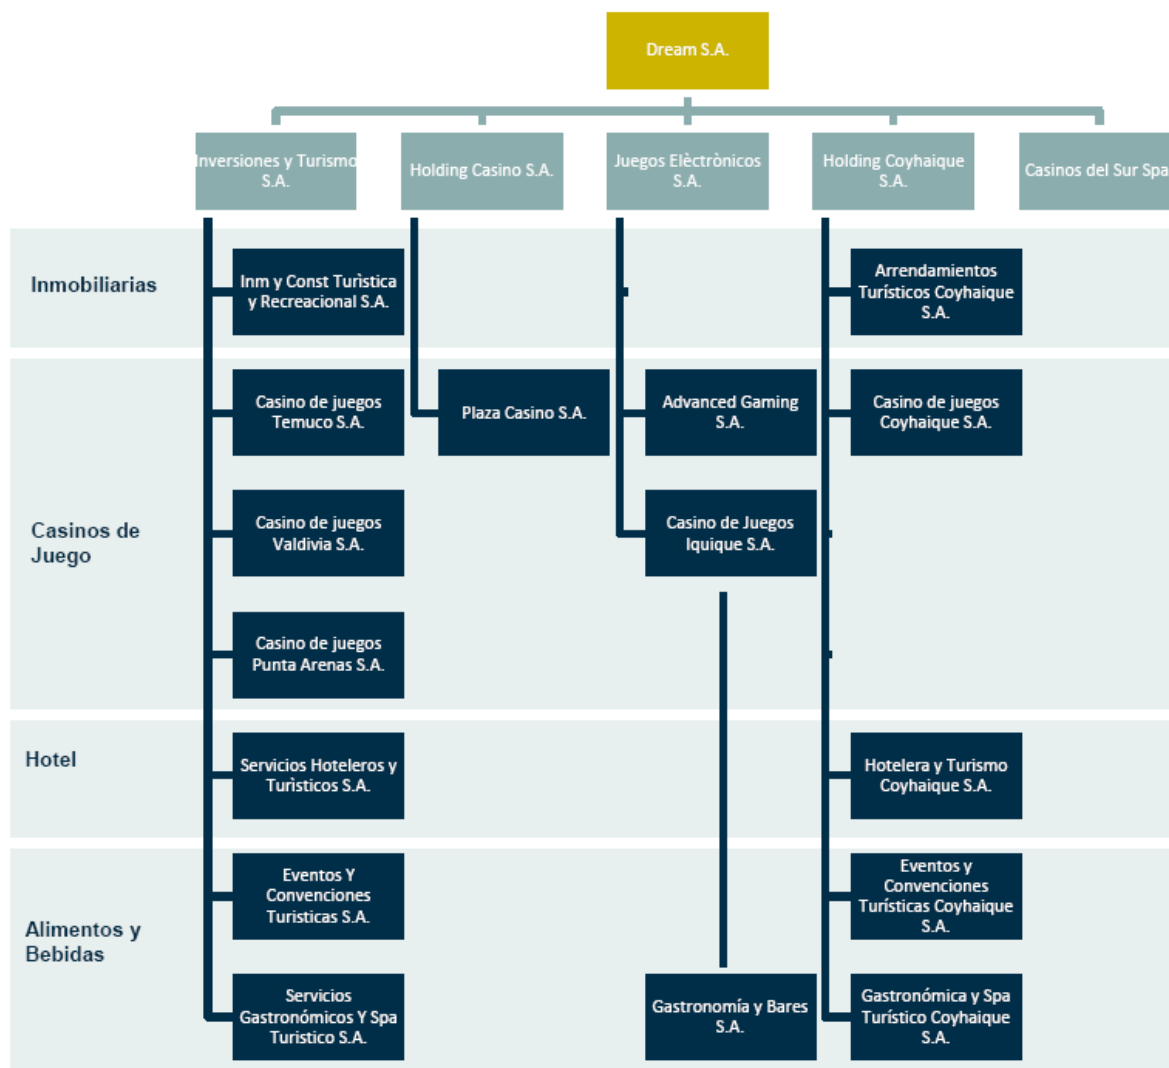 Dream S.A.
Inversiones y Turismo
S.A.
Holding Casino S.A.
Juegos Elèctrònicos
S.A.
Holding Coyhaique
S.A.
Casinos del Sur Spa
Inmobiliarias
Inm y Const Turìstica
y Recreacional S.A.
Arrendamientos
Turísticos Coyhaique
S.A.
Casinos de
Juego
Casino de juegos
Temuco S.A.
Plaza Casino S.A.
Advanced Gaming
S.A.
Casino de juegos
Coyhaique S.A.
Casino de juegos
Valdivia S.A.
Casino de Juegos
Iquique S.A.
Casino de juegos
Punta Arenas S.A.
Hotel
Servicios Hoteleros y
Turìsticos S.A.
Hotelera y Turismo
Coyhaique S.A.
Alimentos y
Bebidas
Eventos Y
Convenciones
Turisticas S.A.
Eventos y
Convenciones
Turísticas Coyhaique
S.A.
Servicios
Gastronómicos Y Spa
Turistico S.A.
Gastronomía y Bares
S.A.
Gastronómica y Spa
Turístico Coyhaique
S.A.